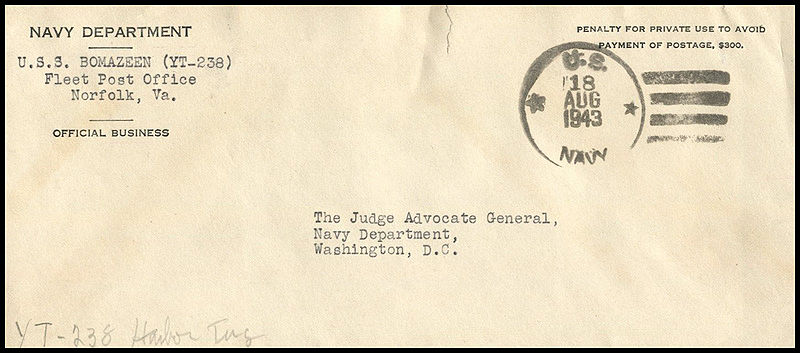 NAVY DEPARTMENT
U.S.S. BOMAZEEN (YT-238)
Fleet Post Office
Norfolk, Va.
OFFICIAL BUSINESS
PENALTY FOR PRIVATE USE TO AVOID
PAYMENT OF POSTAGE, $300.
U.S.
18
AUG
1943
NAVY
The Judge Advocate General,
Navy Department,
Washington, D.C.
YT-238 Harbor Tug